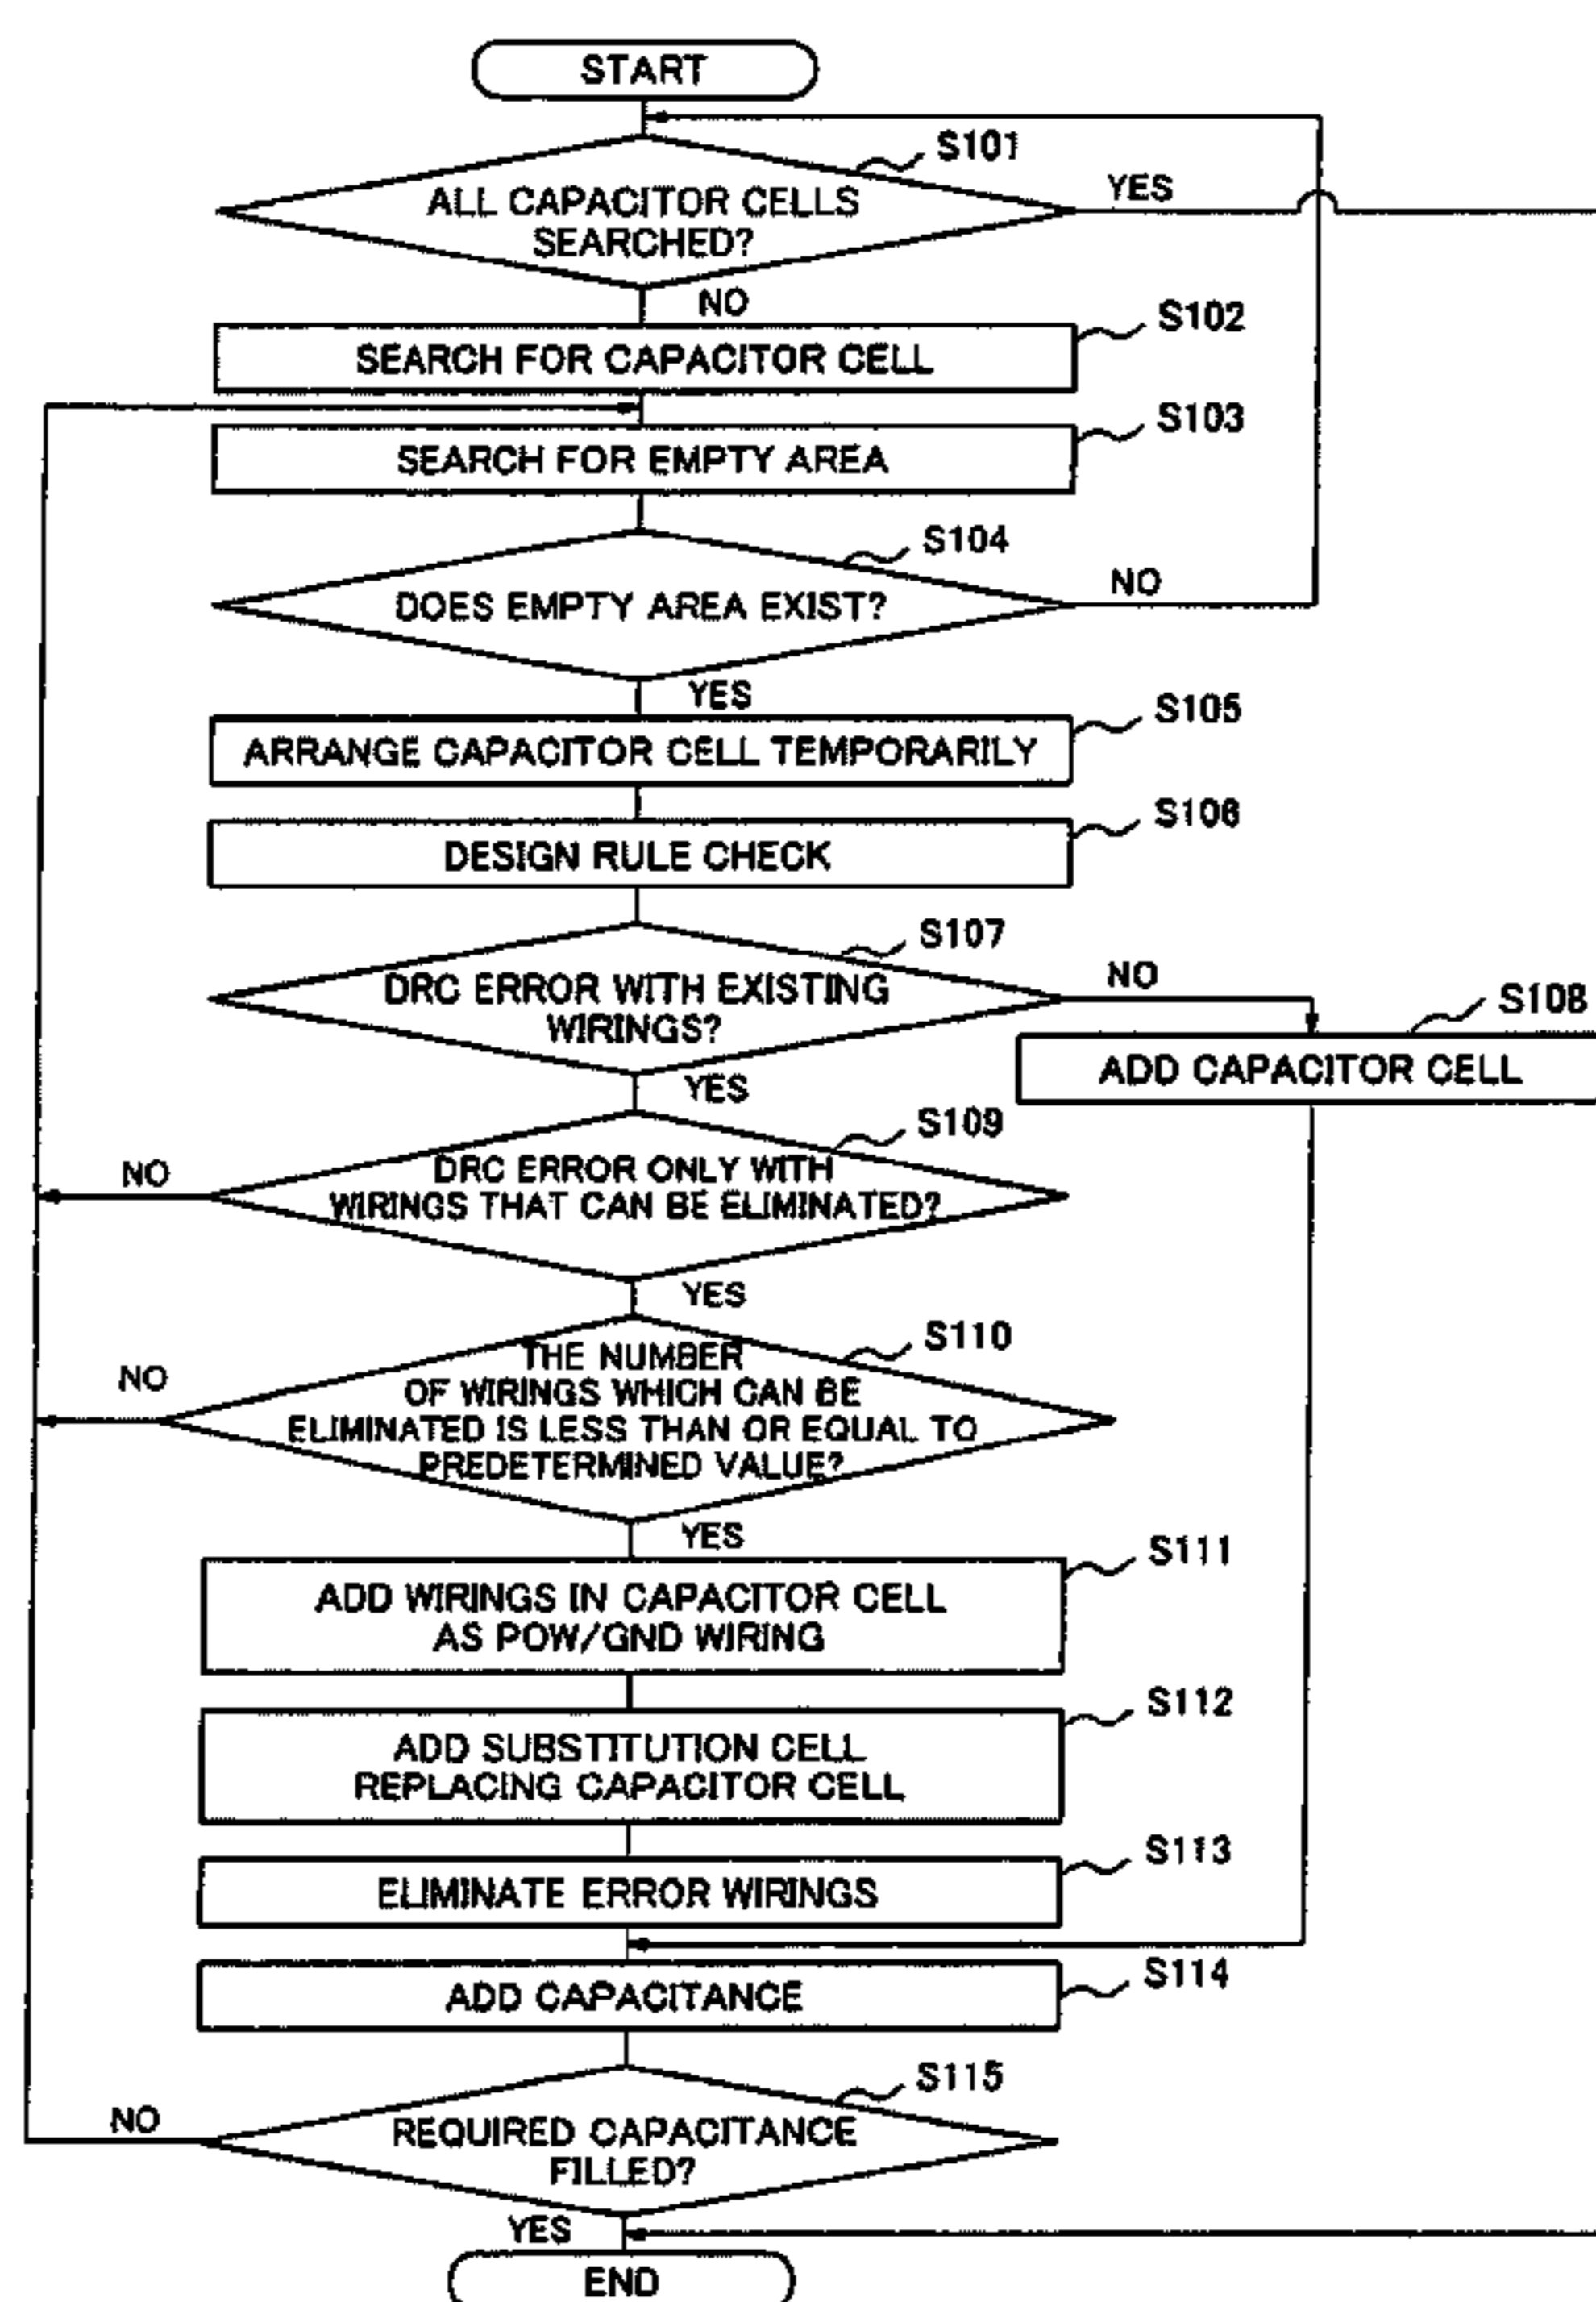 START
S101
ALL CAPACITOR CELLS
SEARCHED?
YES
NO
S102
SEARCH FOR CAPACITOR CELL
S103
SEARCH FOR EMPTY AREA
S104
DOES EMPTY AREA EXIST?
NO
YES
S105
ARRANGE CAPACITOR CELL TEMPORARILY
S106
DESIGN RULE CHECK
S107
DRC ERROR WITH EXISTING
WIRINGS?
NO
YES
S108
ADD CAPACITOR CELL
S109
DRC ERROR ONLY WITH
WIRINGS THAT CAN BE ELIMINATED?
NO
YES
S110
THE NUMBER
OF WIRINGS WHICH CAN BE
ELIMINATED IS LESS THAN OR EQUAL TO
PREDETERMINED VALUE?
NO
YES
S111
ADD WIRINGS IN CAPACITOR CELL
AS POW/GND WIRING
S112
ADD SUBSTITUTION CELL
REPLACING CAPACITOR CELL
S113
ELIMINATE ERROR WIRINGS
S114
ADD CAPACITANCE
S115
REQUIRED CAPACITANCE
FILLED?
NO
YES
END